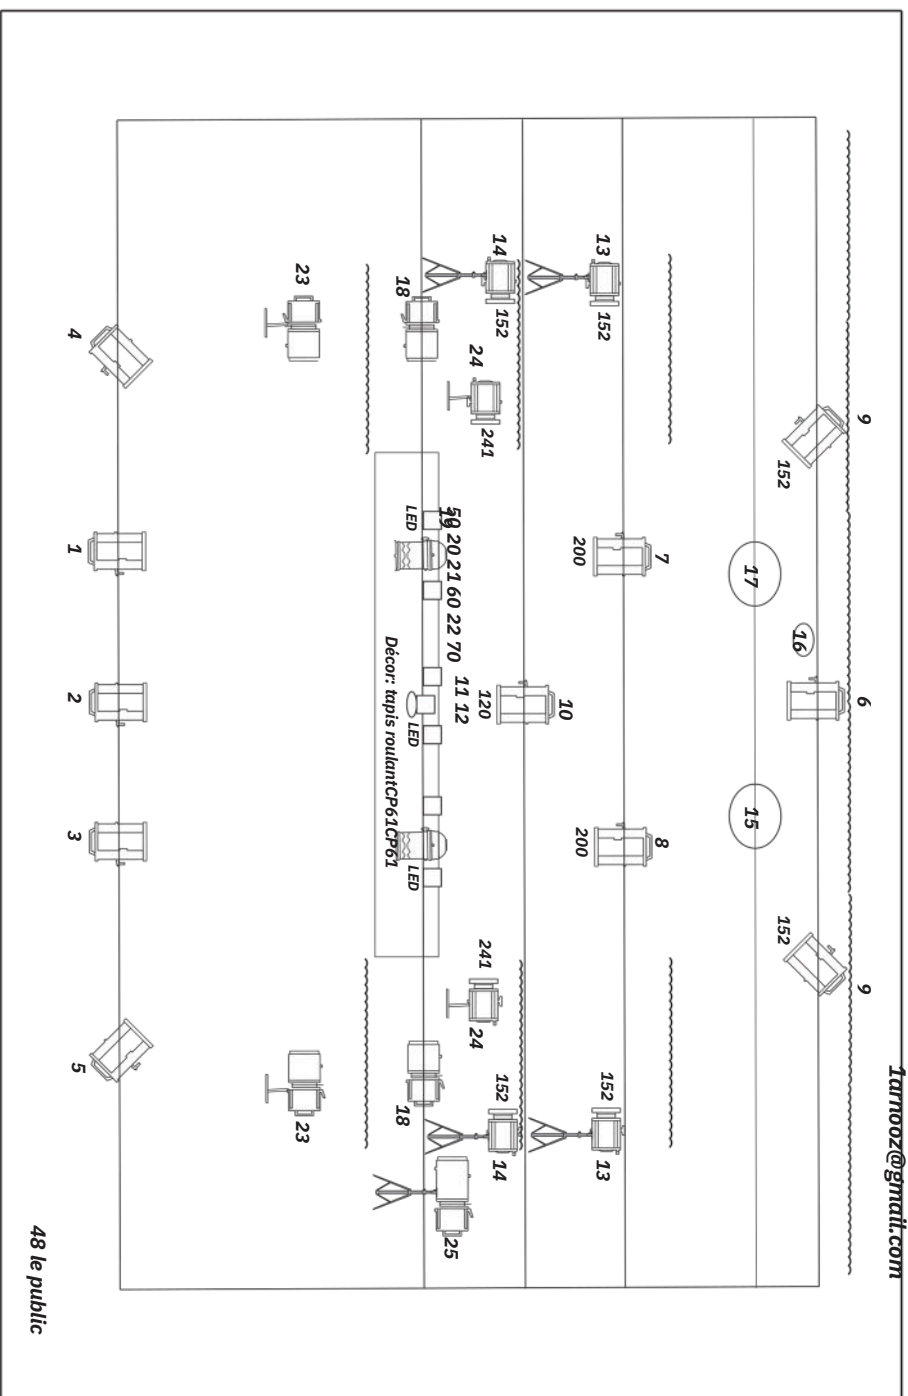 1arnooz@gmail.com
9 6 9
16
152 152
17 15
7 8
13 152 152 13
200 200
10
14 152 152 14
241 120 241
24 24
11 12
19
50 20 21 60 22 70
25
LED LED LED
18 18
Décor: tapis roulantCP61CP61
23 23
4 1 2 3 5
48 le public